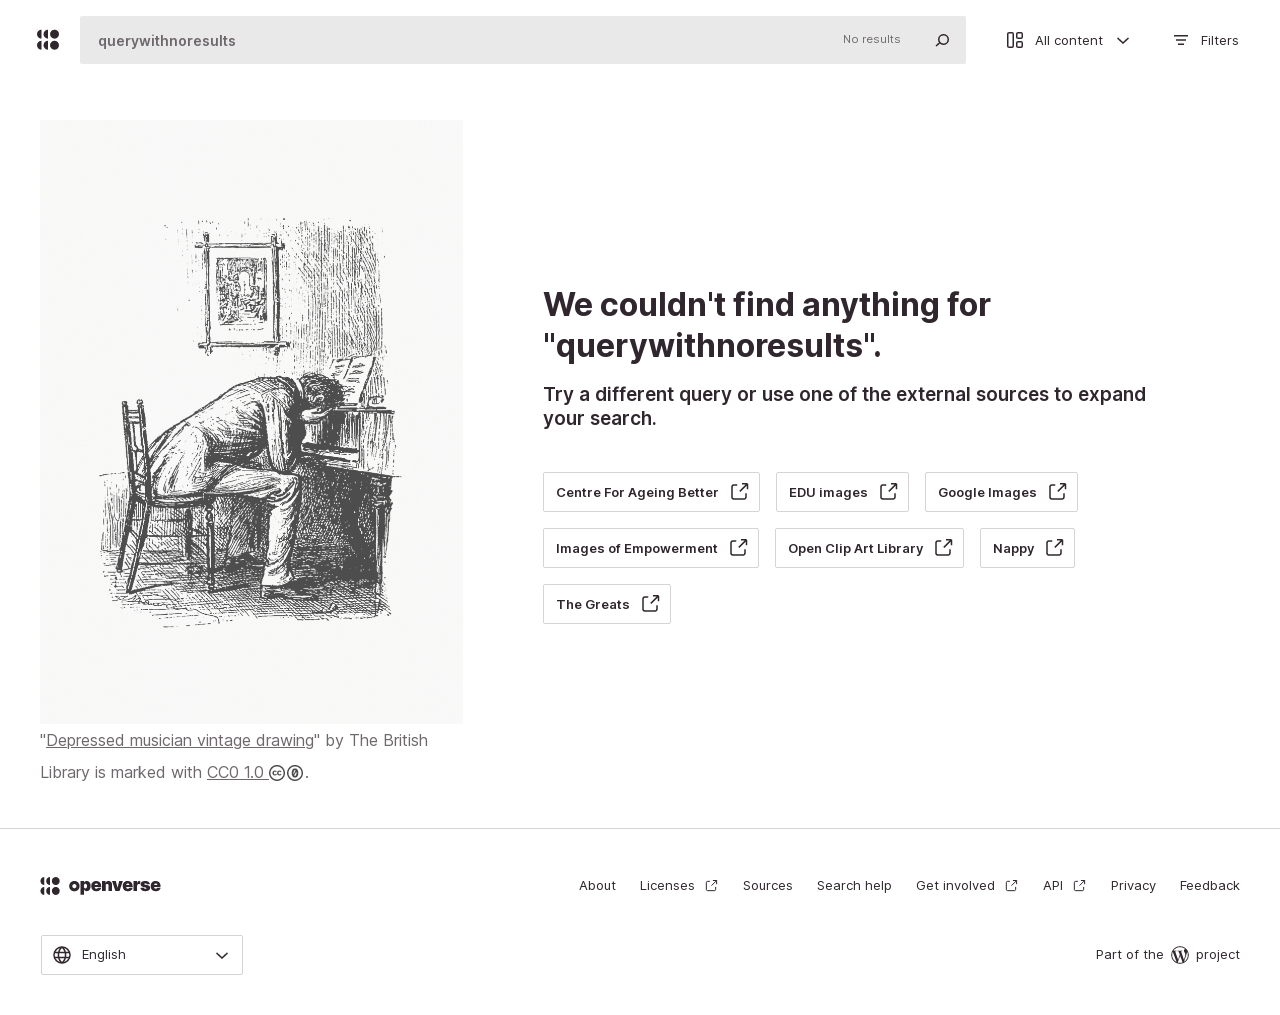 querywithnoresults
No results
All content
Filters
We couldn't find anything for
"querywithnoresults".
Try a different query or use one of the external sources to expand
your search.
Centre For Ageing Better
EDU images
Google Images
Images of Empowerment
Open Clip Art Library
Nappy
The Greats
"Depressed musician vintage drawing" by The British
Library is marked with CC0 1.0 .
openverse
About
Licenses
Sources
Search help
Get involved
API
Privacy
Feedback
English
Part of the project